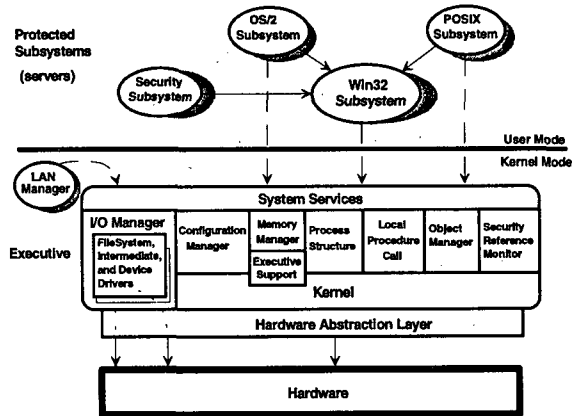 Protected
Subsystems
(servers)
OS/2
Subsystem
POSIX
Subsystem
Security
Subsystem
Win32
Subsystem
User Mode
Kernel Mode
LAN
Manager
System Services
Executive
I/O Manager
FileSystem,
Intermediate,
and Device
Drivers
Configuration
Manager
Memory
Manager
Executive
Support
Process
Structure
Local
Procedure
Call
Object
Manager
Security
Reference
Monitor
Kernel
Hardware Abstraction Layer
Hardware